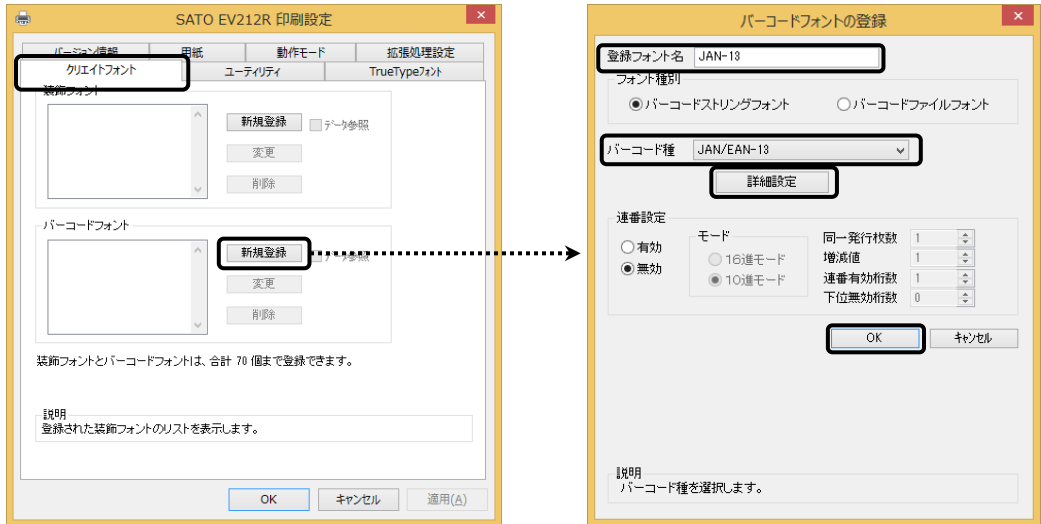 SATO EV212R 印刷設定
バージョン情報 用紙 動作モード 拡張処理設定
クリエイトフォント ユーティリティ TrueTypeフォント
装飾フォント
新規登録 データ参照
変更
削除
バーコードフォント
新規登録 データ参照
変更
削除
装飾フォントとバーコードフォントは、合計 70 個まで登録できます。
説明
登録された装飾フォントのリストを表示します。
OK キャンセル 適用(A)
バーコードフォントの登録
登録フォント名 JAN-13
フォント種別
バーコードストリングフォント バーコードファイルフォント
バーコード種 JAN/EAN-13
詳細設定
連番設定
有効
無効
モード
16進モード
10進モード
同一発行枚数 1
増減値 1
連番有効桁数 1
下位無効桁数 0
OK キャンセル
説明
バーコード種を選択します。